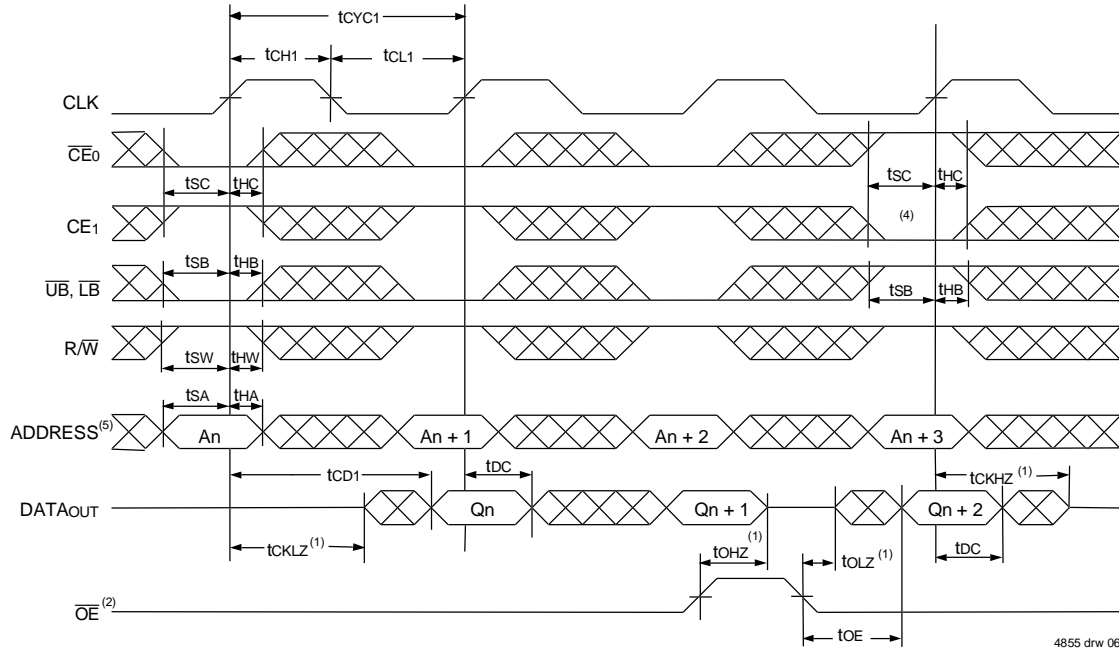 tCYC1
tCH1 tCL1
CLK
CE0
tSC tHC tSC tHC
CE1 (4)
tSB tHB
UB, LB tSB tHB
R/W
tSW tHW
tSA tHA
ADDRESS(5) An An + 1 An + 2 An + 3
tCD1 tDC tCKHZ(1)
DATAOUT Qn Qn + 1 Qn + 2
tCKLZ(1) tOHZ(1) tOLZ(1) tDC
OE(2)
tOE
4855 drw 06